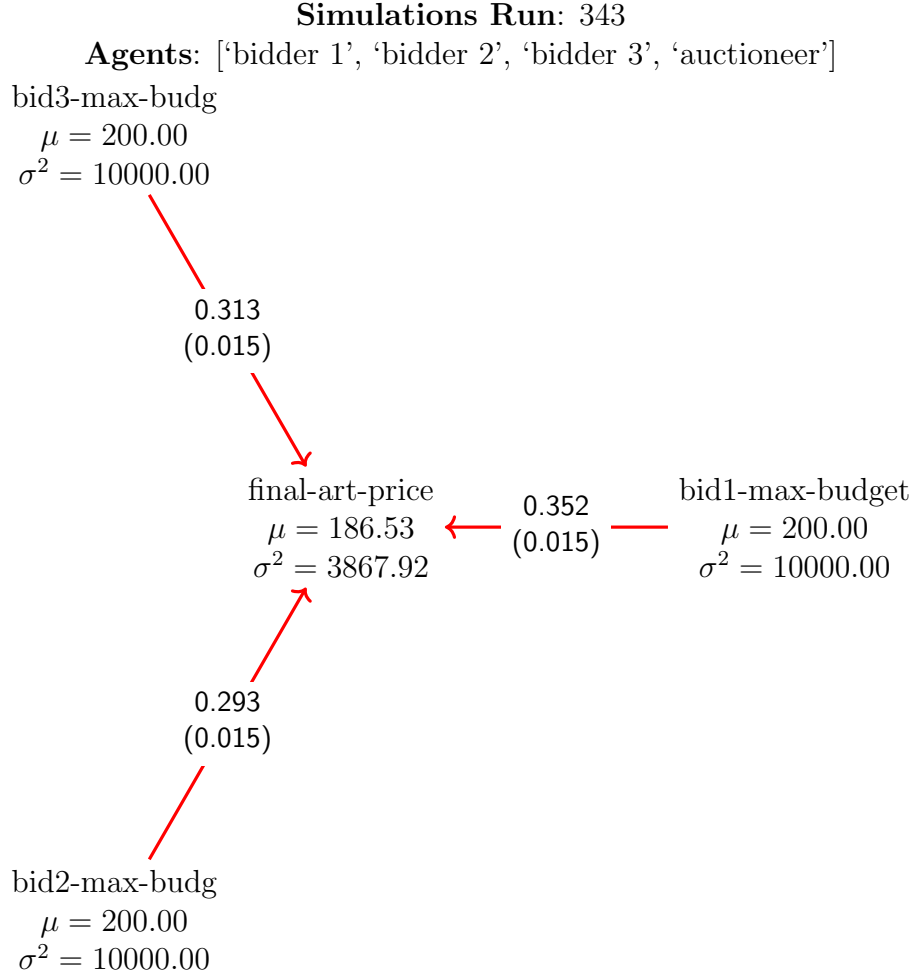 Simulations Run: 343
Agents: [‘bidder 1’, ‘bidder 2’, ‘bidder 3’, ‘auctioneer’]
bid3-max-budg
μ = 200.00
σ² = 10000.00
0.313
(0.015)
final-art-price
μ = 186.53
σ² = 3867.92
0.352
(0.015)
bid1-max-budget
μ = 200.00
σ² = 10000.00
0.293
(0.015)
bid2-max-budg
μ = 200.00
σ² = 10000.00